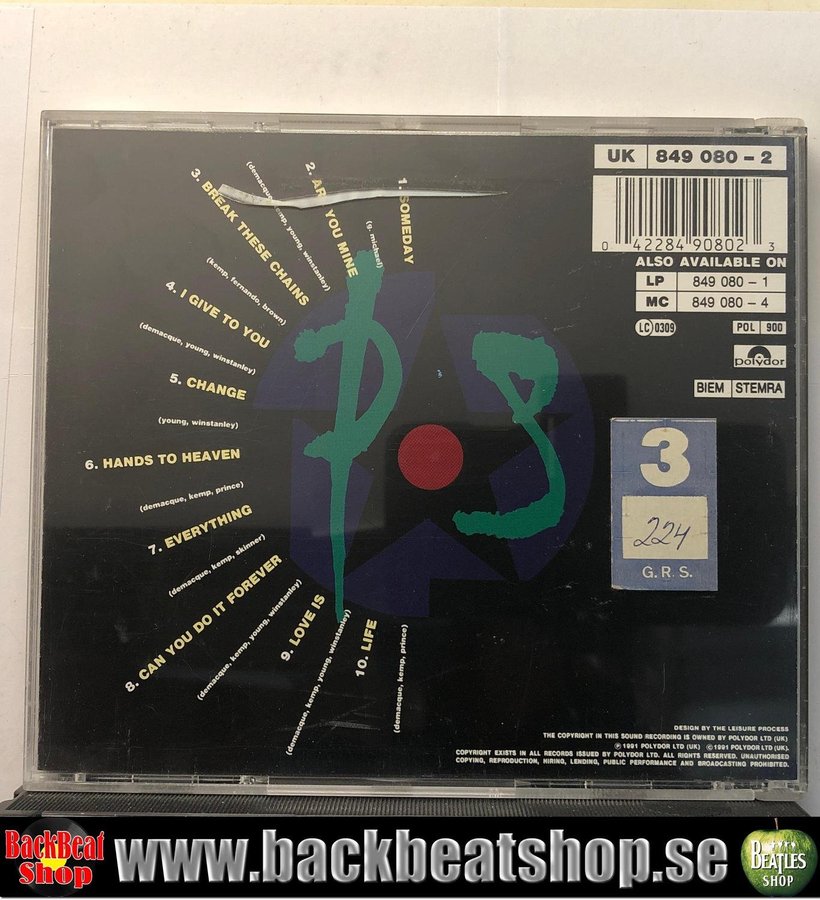 UK 849 080 - 2
0 42284 90802 3
ALSO AVAILABLE ON
LP 849 080 - 1
MC 849 080 - 4
LC 0309
POL 900
polydor
BIEM STEMRA
1. SOMEDAY
(g. michael)
2. ARE YOU MINE
(demacque, kemp, young, winstanley)
3. BREAK THESE CHAINS
(kemp, fernando, brown)
4. I GIVE TO YOU
(demacque, young, winstanley)
5. CHANGE
(young, winstanley)
6. HANDS TO HEAVEN
(demacque, kemp, prince)
7. EVERYTHING
(demacque, kemp, skinner)
8. CAN YOU DO IT FOREVER
(demacque, kemp, young, winstanley)
9. LOVE IS
(demacque, kemp, young, winstanley)
10. LIFE
(demacque, kemp, prince)
PS
3
224
G.R.S.
DESIGN BY THE LEISURE PROCESS
THE COPYRIGHT IN THIS SOUND RECORDING IS OWNED BY POLYDOR LTD (UK)
℗ 1991 POLYDOR LTD (UK) © 1991 POLYDOR LTD (UK).
COPYRIGHT EXISTS IN ALL RECORDS ISSUED BY POLYDOR LTD. ALL RIGHTS RESERVED. UNAUTHORISED
COPYING, REPRODUCTION, HIRING, LENDING, PUBLIC PERFORMANCE AND BROADCASTING PROHIBITED.
BackBeat
Shop
www.backbeatshop.se
BEATLES
SHOP